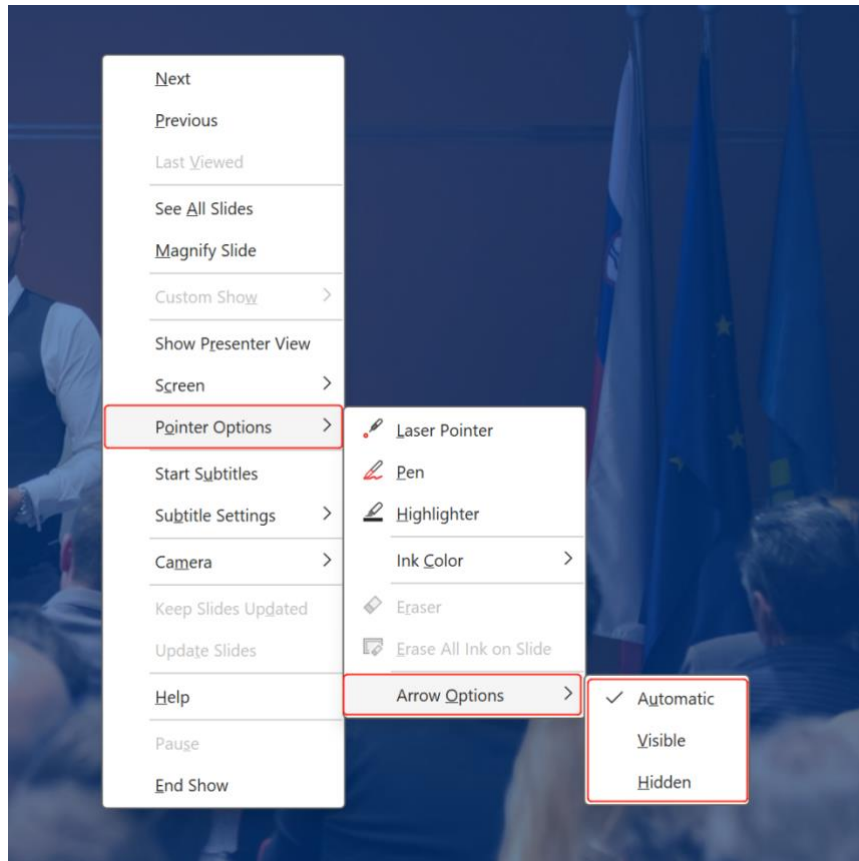 Next
Previous
Last Viewed
See All Slides
Magnify Slide
Custom Show
Show Presenter View
Screen
Pointer Options
Start Subtitles
Subtitle Settings
Camera
Keep Slides Updated
Update Slides
Help
Pause
End Show
Laser Pointer
Pen
Highlighter
Ink Color
Eraser
Erase All Ink on Slide
Arrow Options
Automatic
Visible
Hidden